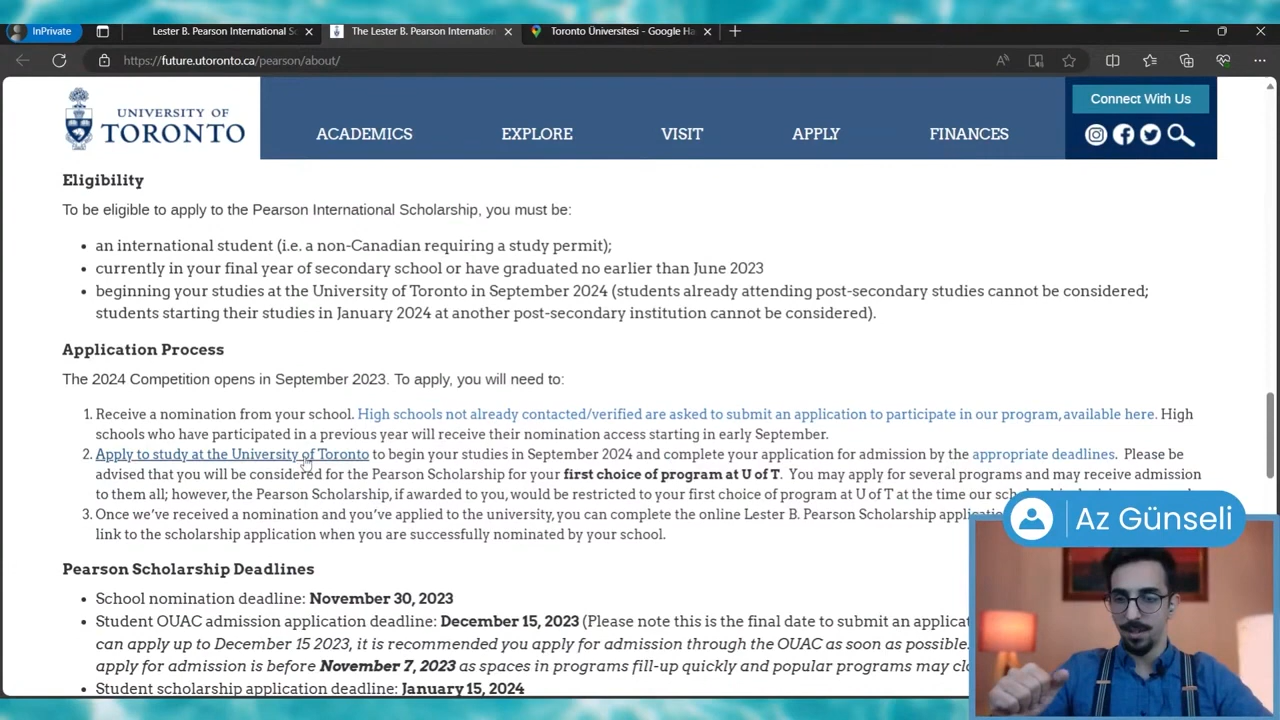 InPrivate
Lester B. Pearson International Sc
The Lester B. Pearson Internation
Toronto Üniversitesi - Google Ha
https://future.utoronto.ca/pearson/about/
UNIVERSITY OF
TORONTO
ACADEMICS
EXPLORE
VISIT
APPLY
FINANCES
Connect With Us
Eligibility
To be eligible to apply to the Pearson International Scholarship, you must be:
• an international student (i.e. a non-Canadian requiring a study permit);
• currently in your final year of secondary school or have graduated no earlier than June 2023
• beginning your studies at the University of Toronto in September 2024 (students already attending post-secondary studies cannot be considered;
students starting their studies in January 2024 at another post-secondary institution cannot be considered).
Application Process
The 2024 Competition opens in September 2023. To apply, you will need to:
1. Receive a nomination from your school. High schools not already contacted/verified are asked to submit an application to participate in our program, available here. High
schools who have participated in a previous year will receive their nomination access starting in early September.
2. Apply to study at the University of Toronto to begin your studies in September 2024 and complete your application for admission by the appropriate deadlines. Please be
advised that you will be considered for the Pearson Scholarship for your first choice of program at U of T. You may apply for several programs and may receive admission
to them all; however, the Pearson Scholarship, if awarded to you, would be restricted to your first choice of program at U of T at the time our
3. Once we've received a nomination and you've applied to the university, you can complete the online Lester B. Pearson Scholarship
link to the scholarship application when you are successfully nominated by your school.
Pearson Scholarship Deadlines
• School nomination deadline: November 30, 2023
• Student OUAC admission application deadline: December 15, 2023 (Please note this is the final date to submit an
can apply up to December 15 2023, it is recommended you apply for admission through the OUAC as soon as possible.
apply for admission is before November 7, 2023 as spaces in programs fill-up quickly and popular programs may
• Student scholarship application deadline: January 15, 2024
Az Günseli